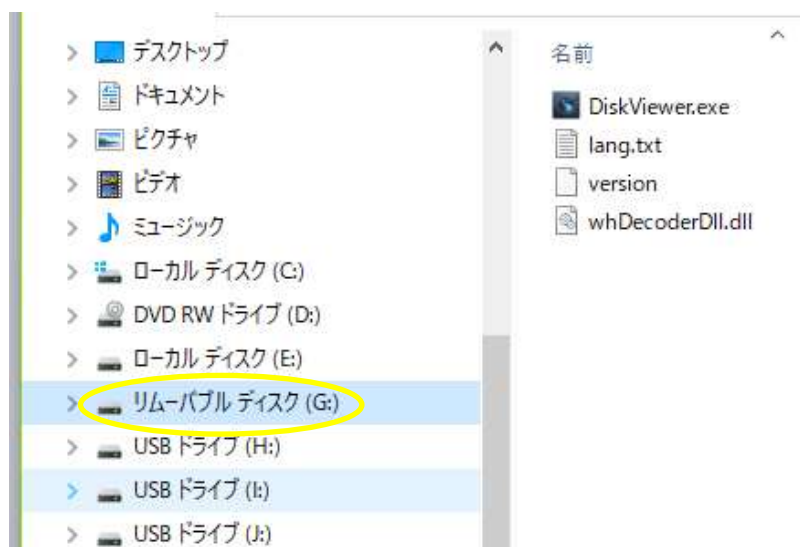 デスクトップ
ドキュメント
ピクチャ
ビデオ
ミュージック
ローカル ディスク (C:)
DVD RW ドライブ (D:)
ローカル ディスク (E:)
リムーバブル ディスク (G:)
USB ドライブ (H:)
USB ドライブ (I:)
USB ドライブ (J:)
名前
DiskViewer.exe
lang.txt
version
whDecoderDll.dll